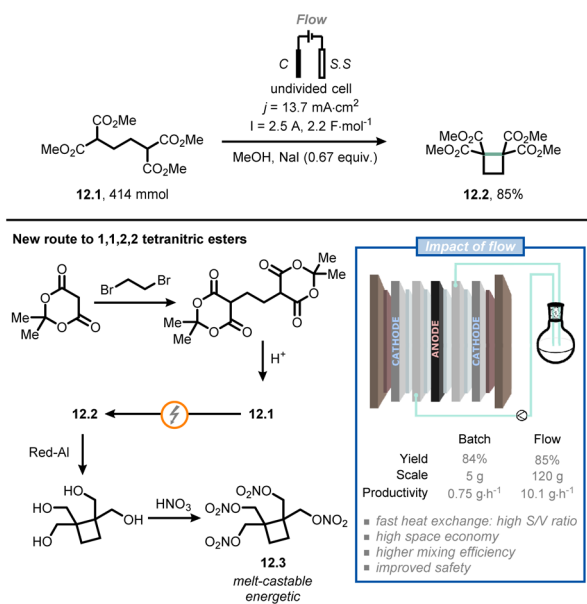 Flow
C
S.S
undivided cell
j = 13.7 mA·cm²
I = 2.5 A, 2.2 F·mol⁻¹
MeOH, NaI (0.67 equiv.)
CO₂Me
MeO₂C
CO₂Me
CO₂Me
12.1, 414 mmol
CO₂Me
MeO₂C
MeO₂C
CO₂Me
12.2, 85%
New route to 1,1,2,2 tetranitric esters
O
O
O
O
Me
Me
Br
Br
O
O
O
O
Me
Me
O
O
O
O
Me
Me
H⁺
12.2
12.1
Red-Al
HO
HO
OH
HO
HNO₃
O₂NO
ONO₂
ONO₂
O₂NO
12.3
melt-castable
energetic
Impact of flow
CATHODE
ANODE
CATHODE
Batch Flow
Yield 84% 85%
Scale 5 g 120 g
Productivity 0.75 g·h⁻¹ 10.1 g·h⁻¹
■ fast heat exchange: high S/V ratio
■ high space economy
■ higher mixing efficiency
■ improved safety